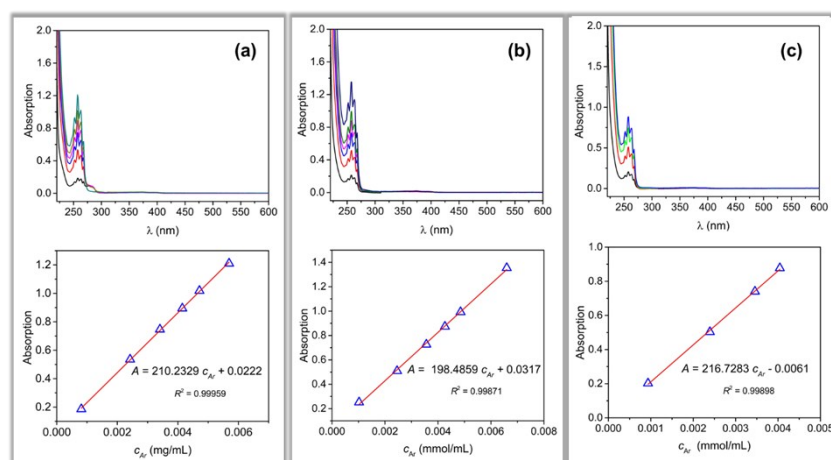 (a)
2.0
1.6
1.2
0.8
0.4
0.0
Absorption
250 300 350 400 450 500 550 600
λ (nm)
(b)
2.0
1.6
1.2
0.8
0.4
0.0
Absorption
250 300 350 400 450 500 550 600
λ (nm)
(c)
2.0
1.5
1.0
0.5
0.0
Absorption
250 300 350 400 450 500 550 600
λ (nm)
1.2
1.0
0.8
0.6
0.4
0.2
Absorption
A = 210.2329 cAr + 0.0222
R² = 0.99959
0.000 0.002 0.004 0.006
cAr (mg/mL)
1.4
1.2
1.0
0.8
0.6
0.4
0.2
Absorption
A = 198.4859 cAr + 0.0317
R² = 0.99871
0.000 0.002 0.004 0.006 0.008
cAr (mmol/mL)
1.0
0.8
0.6
0.4
0.2
0.0
Absorption
A = 216.7283 cAr - 0.0061
R² = 0.99898
0.000 0.001 0.002 0.003 0.004 0.005
cAr (mmol/mL)